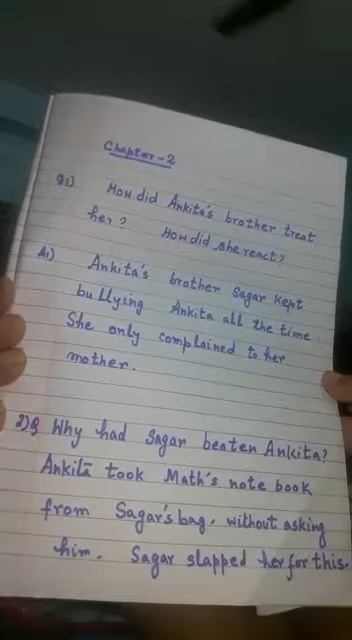 Chapter-2
Q1) How did Ankita's brother treat
her? How did she react?
A1) Ankita's brother Sagar kept
bullying Ankita all the time.
She only complained to her
mother.
2)Q Why had Sagar beaten Ankita?
Ankita took Math's note book
from Sagar's bag, without asking
him. Sagar slapped her for this.